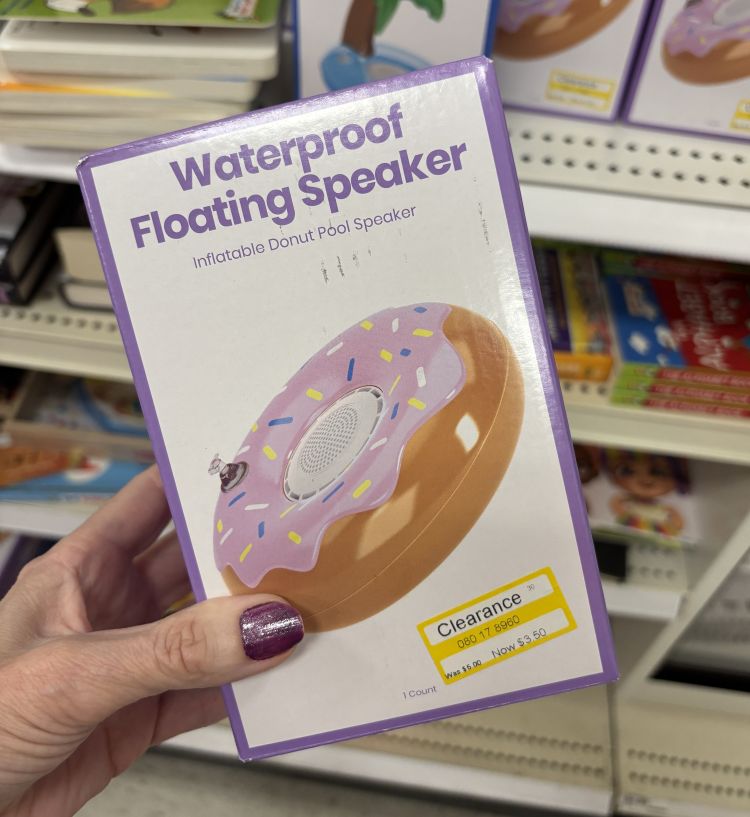 Waterproof
Floating Speaker
Inflatable Donut Pool Speaker
Clearance 30
080 17 8960
Was $5.00 Now $3.50
1 Count